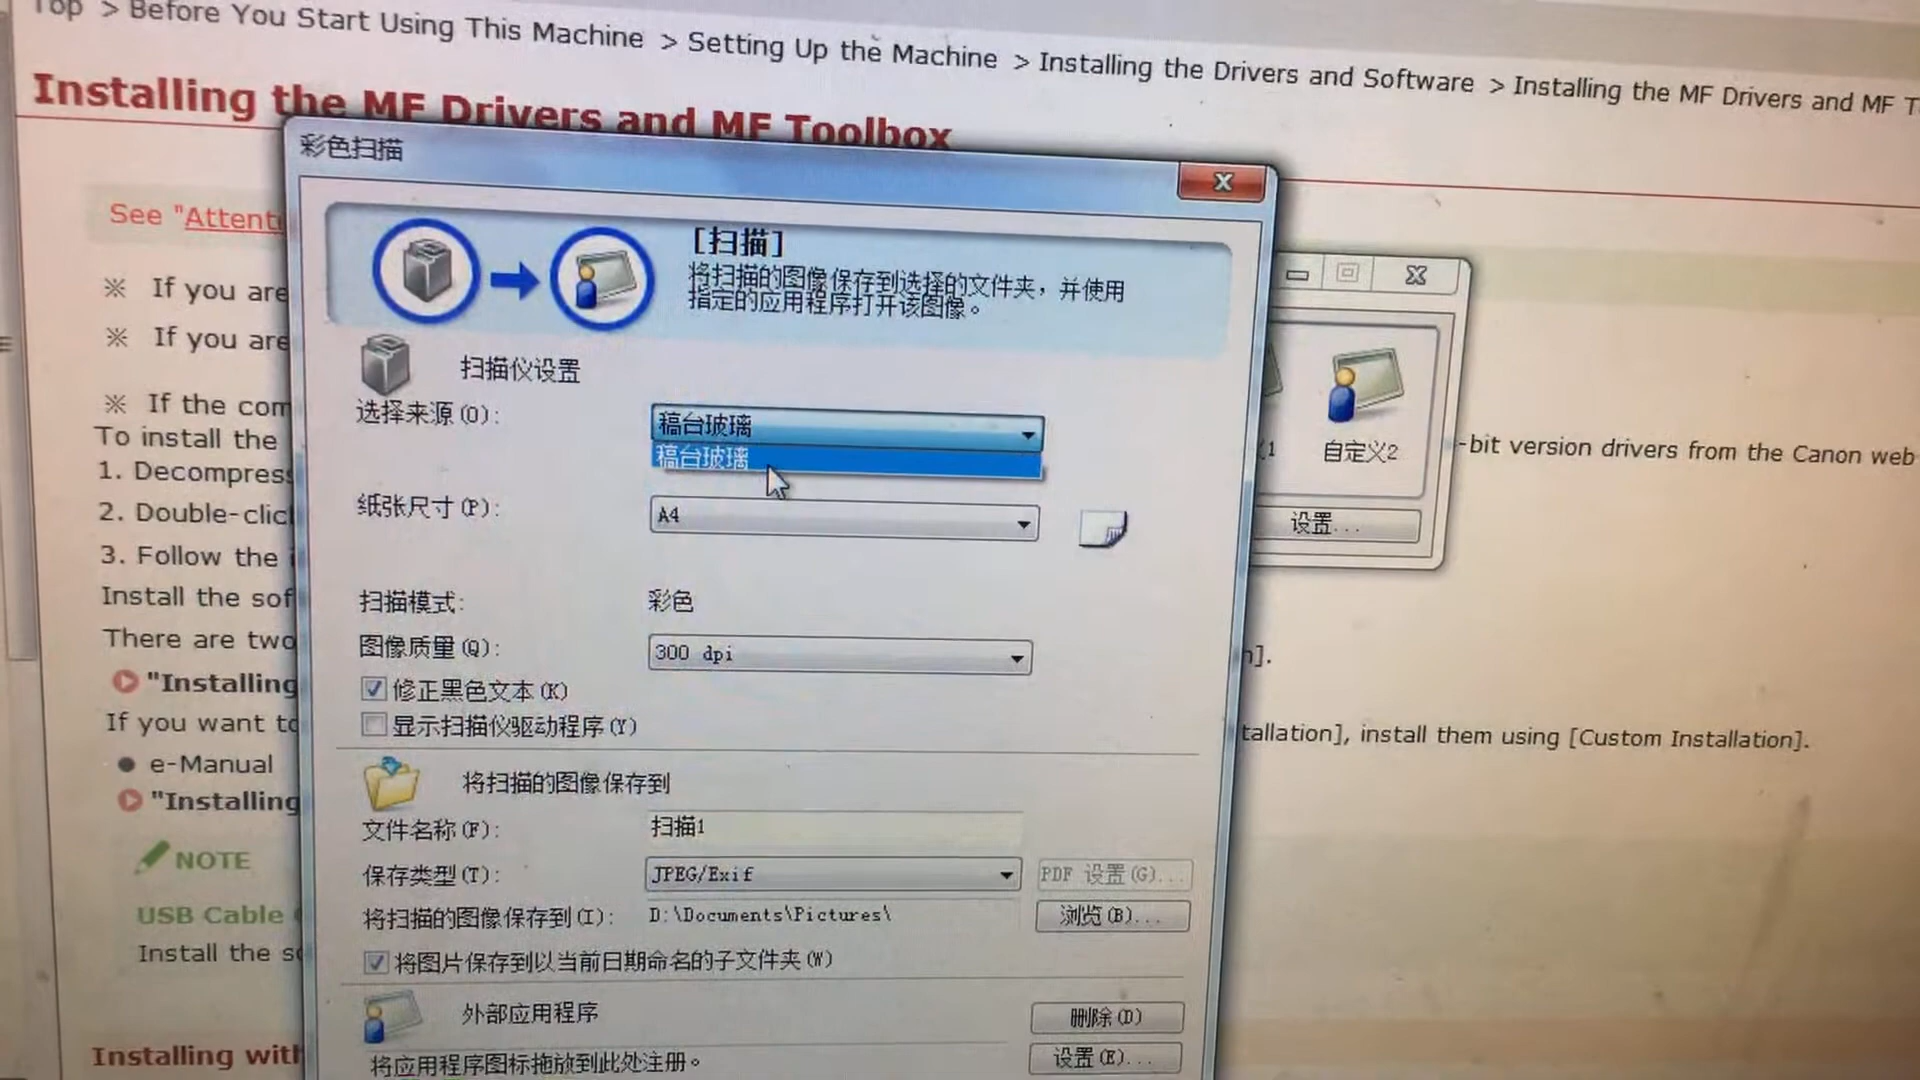 Top > Before You Start Using This Machine > Setting Up the Machine > Installing the Drivers and Software > Installing the MF Drivers and MF T
Installing the MF Drivers and MF Toolbox
彩色扫描
See "Attenti
[扫描]
将扫描的图像保存到选择的文件夹，并使用
指定的应用程序打开该图像。
※ If you are
※ If you are
扫描仪设置
※ If the com
选择来源(O):
稿台玻璃
稿台玻璃
自定义2
To install the
-bit version drivers from the Canon web
1. Decompress
纸张尺寸(P):
A4
设置...
2. Double-clic
3. Follow the
Install the sof
扫描模式:
彩色
There are two
图像质量(Q):
300 dpi
"Installing
修正黑色文本(K)
If you want to
显示扫描仪驱动程序(Y)
tallation], install them using [Custom Installation].
e-Manual
将扫描的图像保存到
"Installing
文件名称(F):
扫描1
NOTE
保存类型(T):
JPEG/Exif
PDF 设置(G)...
USB Cable
将扫描的图像保存到(I):
D:\Documents\Pictures\
浏览(B)...
Install the so
将图片保存到以当前日期命名的子文件夹(W)
外部应用程序
删除(D)
Installing with
将应用程序图标拖放到此处注册。
设置(E)...